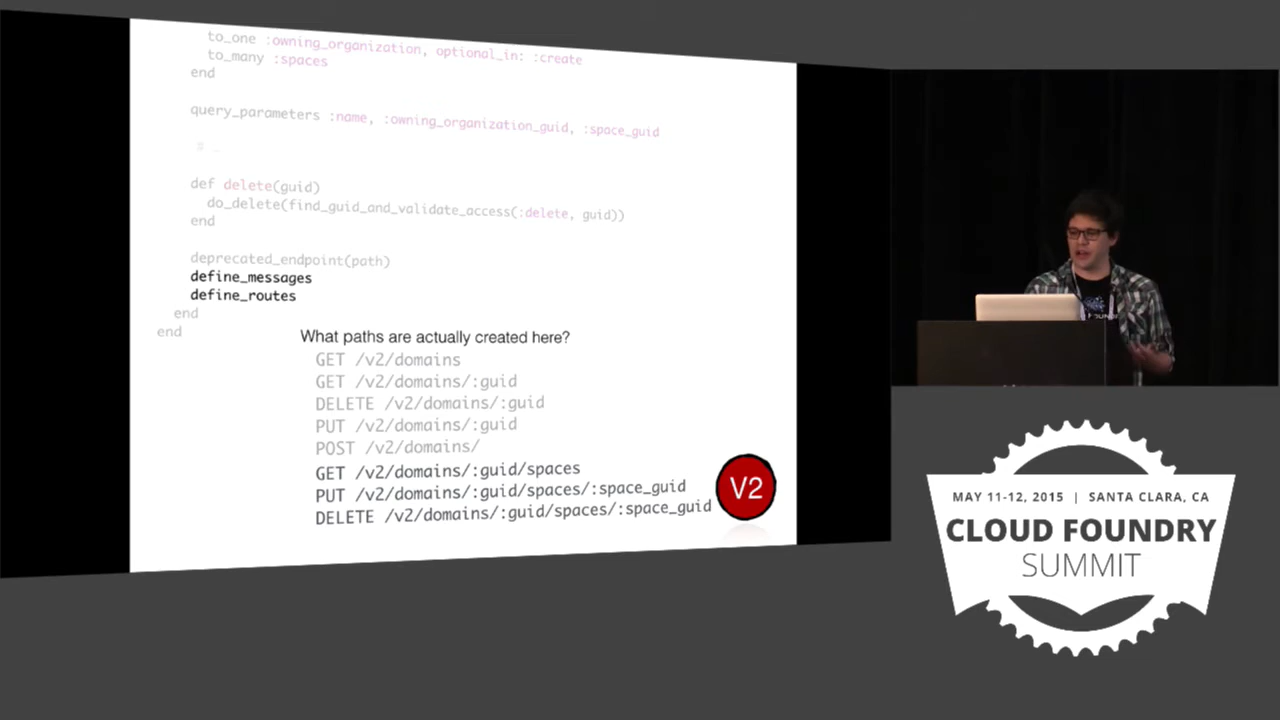 to_one :owning_organization, optional_in: :create
to_many :spaces
end
query_parameters :name, :owning_organization_guid, :space_guid
def delete(guid)
do_delete(find_guid_and_validate_access(:delete, guid))
end
deprecated_endpoint(path)
define_messages
define_routes
end
end
What paths are actually created here?
GET /v2/domains
GET /v2/domains/:guid
DELETE /v2/domains/:guid
PUT /v2/domains/:guid
POST /v2/domains/
GET /v2/domains/:guid/spaces
PUT /v2/domains/:guid/spaces/:space_guid
DELETE /v2/domains/:guid/spaces/:space_guid
V2
MAY 11-12, 2015 | SANTA CLARA, CA
CLOUD FOUNDRY
SUMMIT